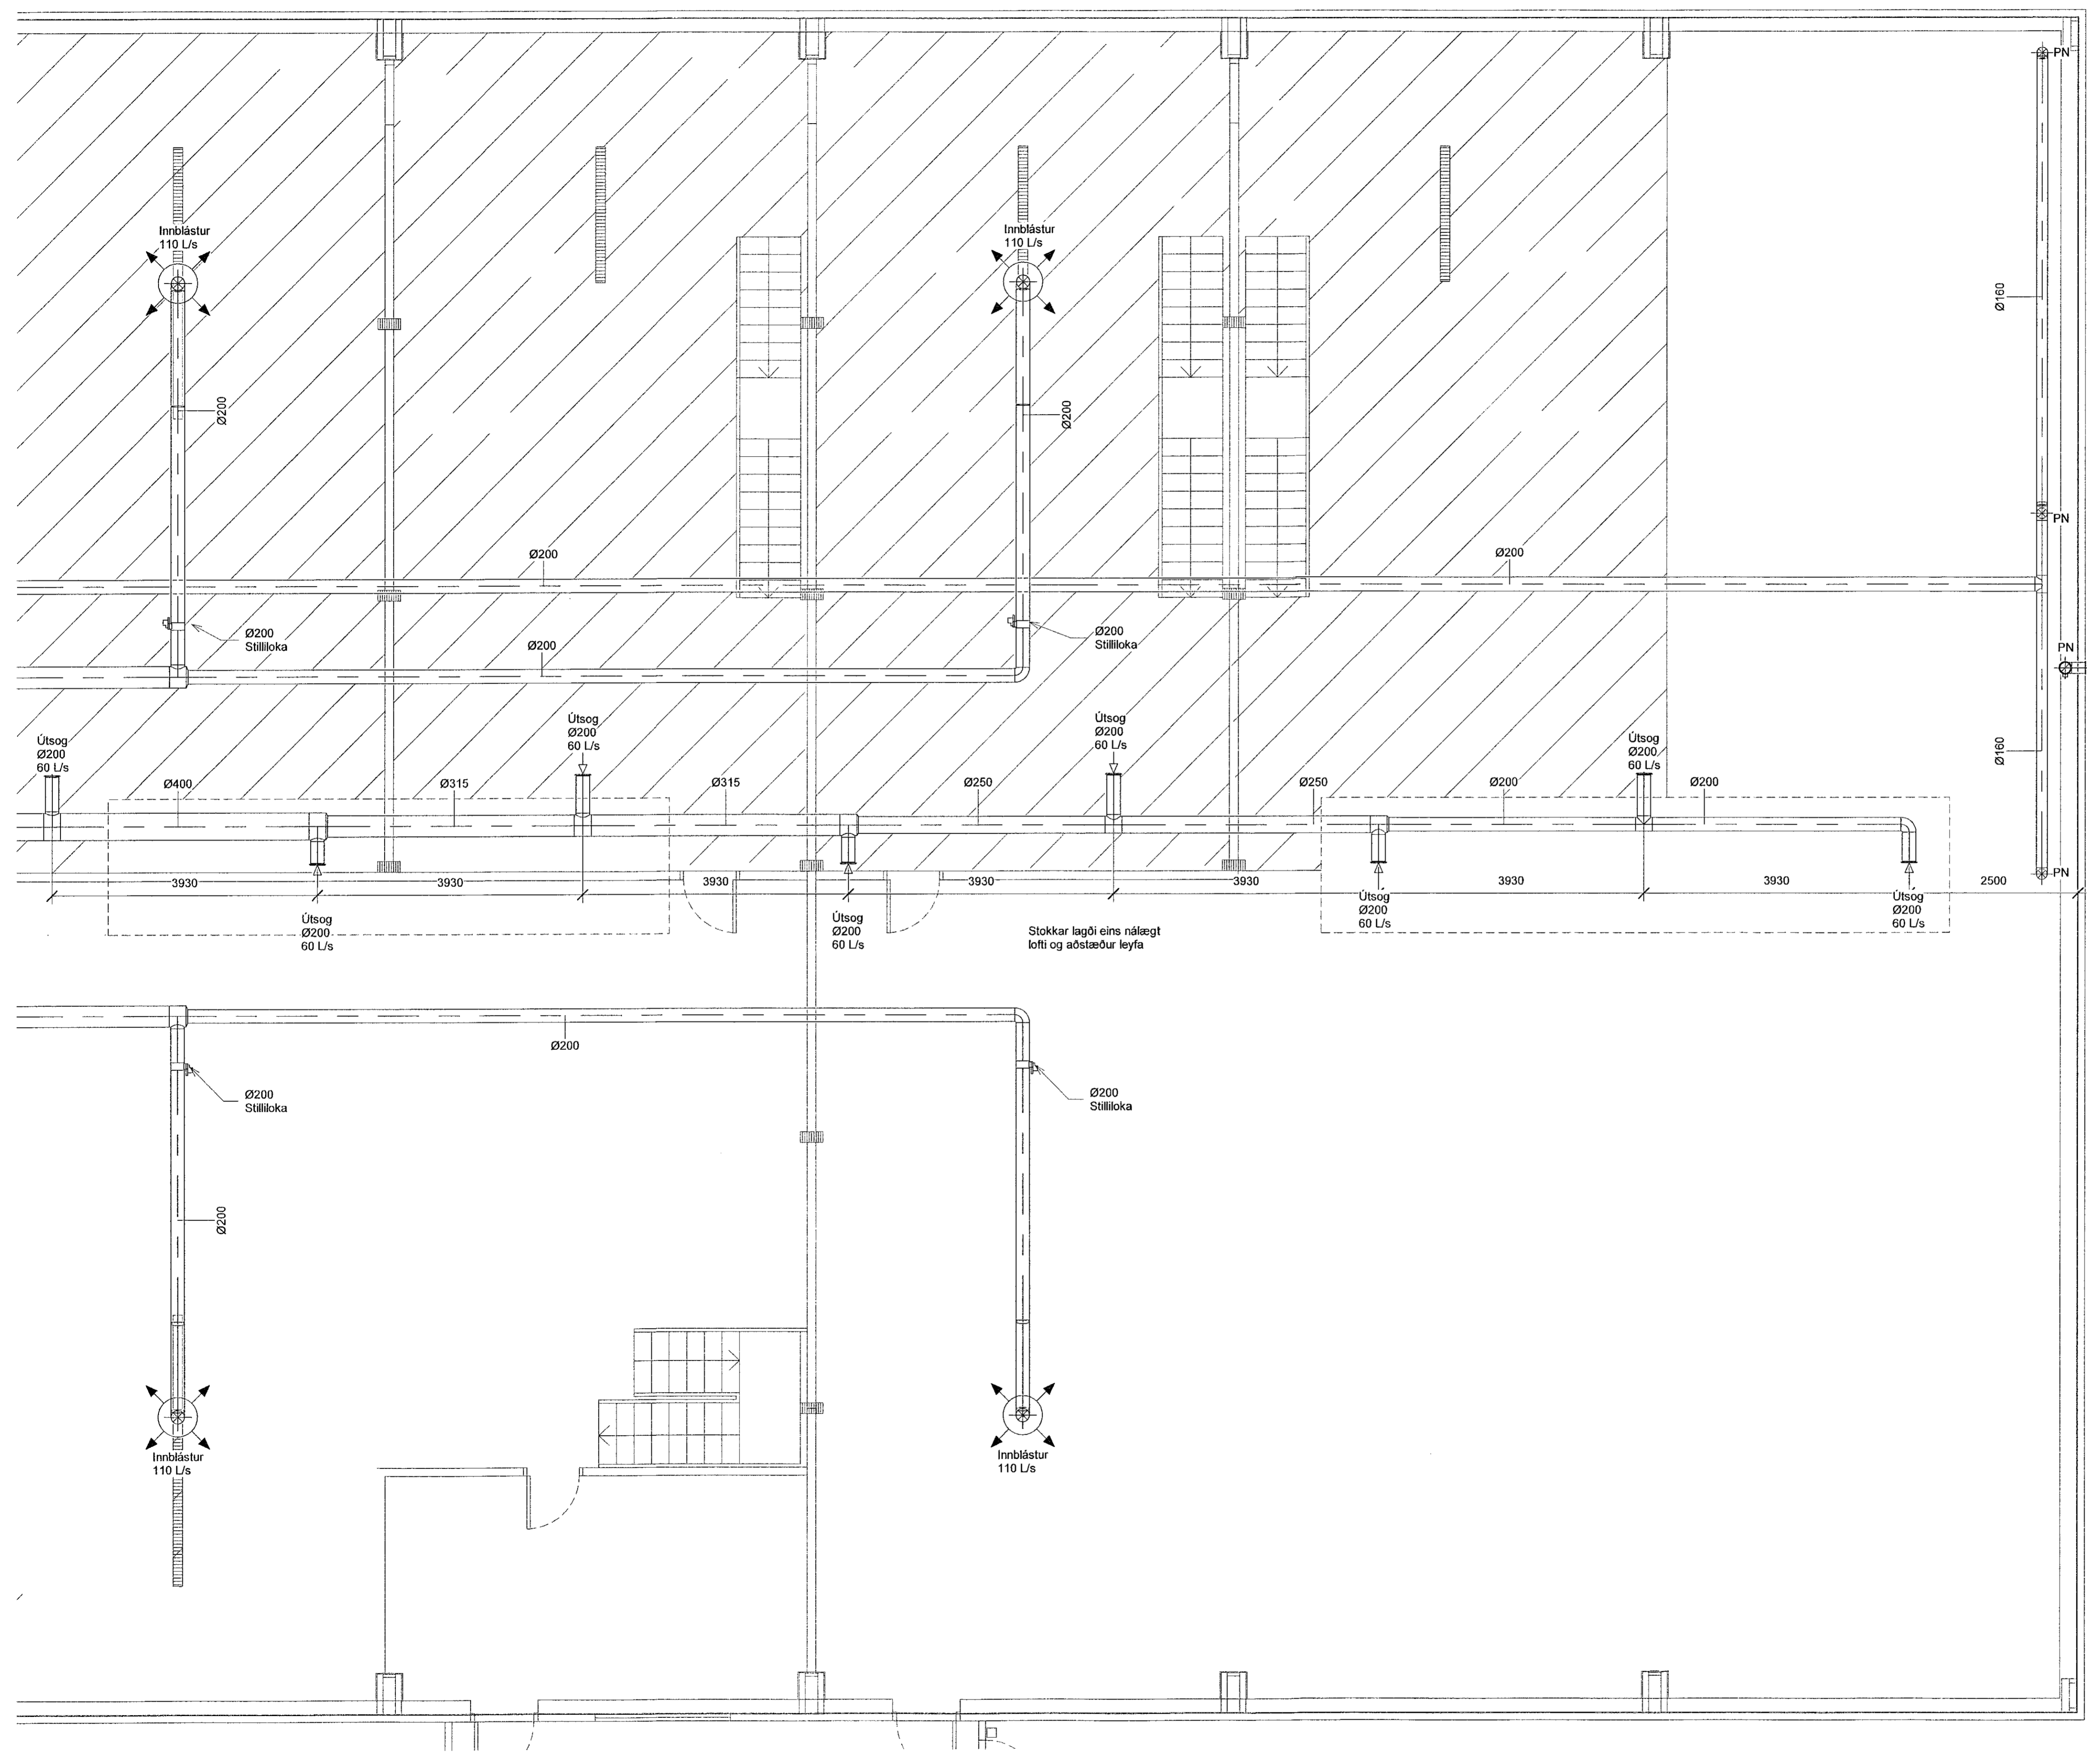 PN
Innblástur
110 L/s
Innblástur
110 L/s
Ø160
Ø200
Ø200
PN
Ø200
Ø200
Ø200
Stilliloka
Ø200
Stilliloka
Ø200
PN
Útsog
Ø200
60 L/s
Útsog
Ø200
60 L/s
Útsog
Ø200
60 L/s
Útsog
Ø200
60 L/s
Ø160
Ø400
Ø315
Ø315
Ø250
Ø250
Ø200
Ø200
PN
3930
3930
3930
3930
3930
3930
3930
2500
Útsog
Ø200
60 L/s
Útsog
Ø200
60 L/s
Útsog
Ø200
60 L/s
Útsog
Ø200
60 L/s
Stokkar lagði eins nálægt
lofti og aðstæður leyfa
Ø200
Ø200
Stilliloka
Ø200
Stilliloka
Ø200
Innblástur
110 L/s
Innblástur
110 L/s